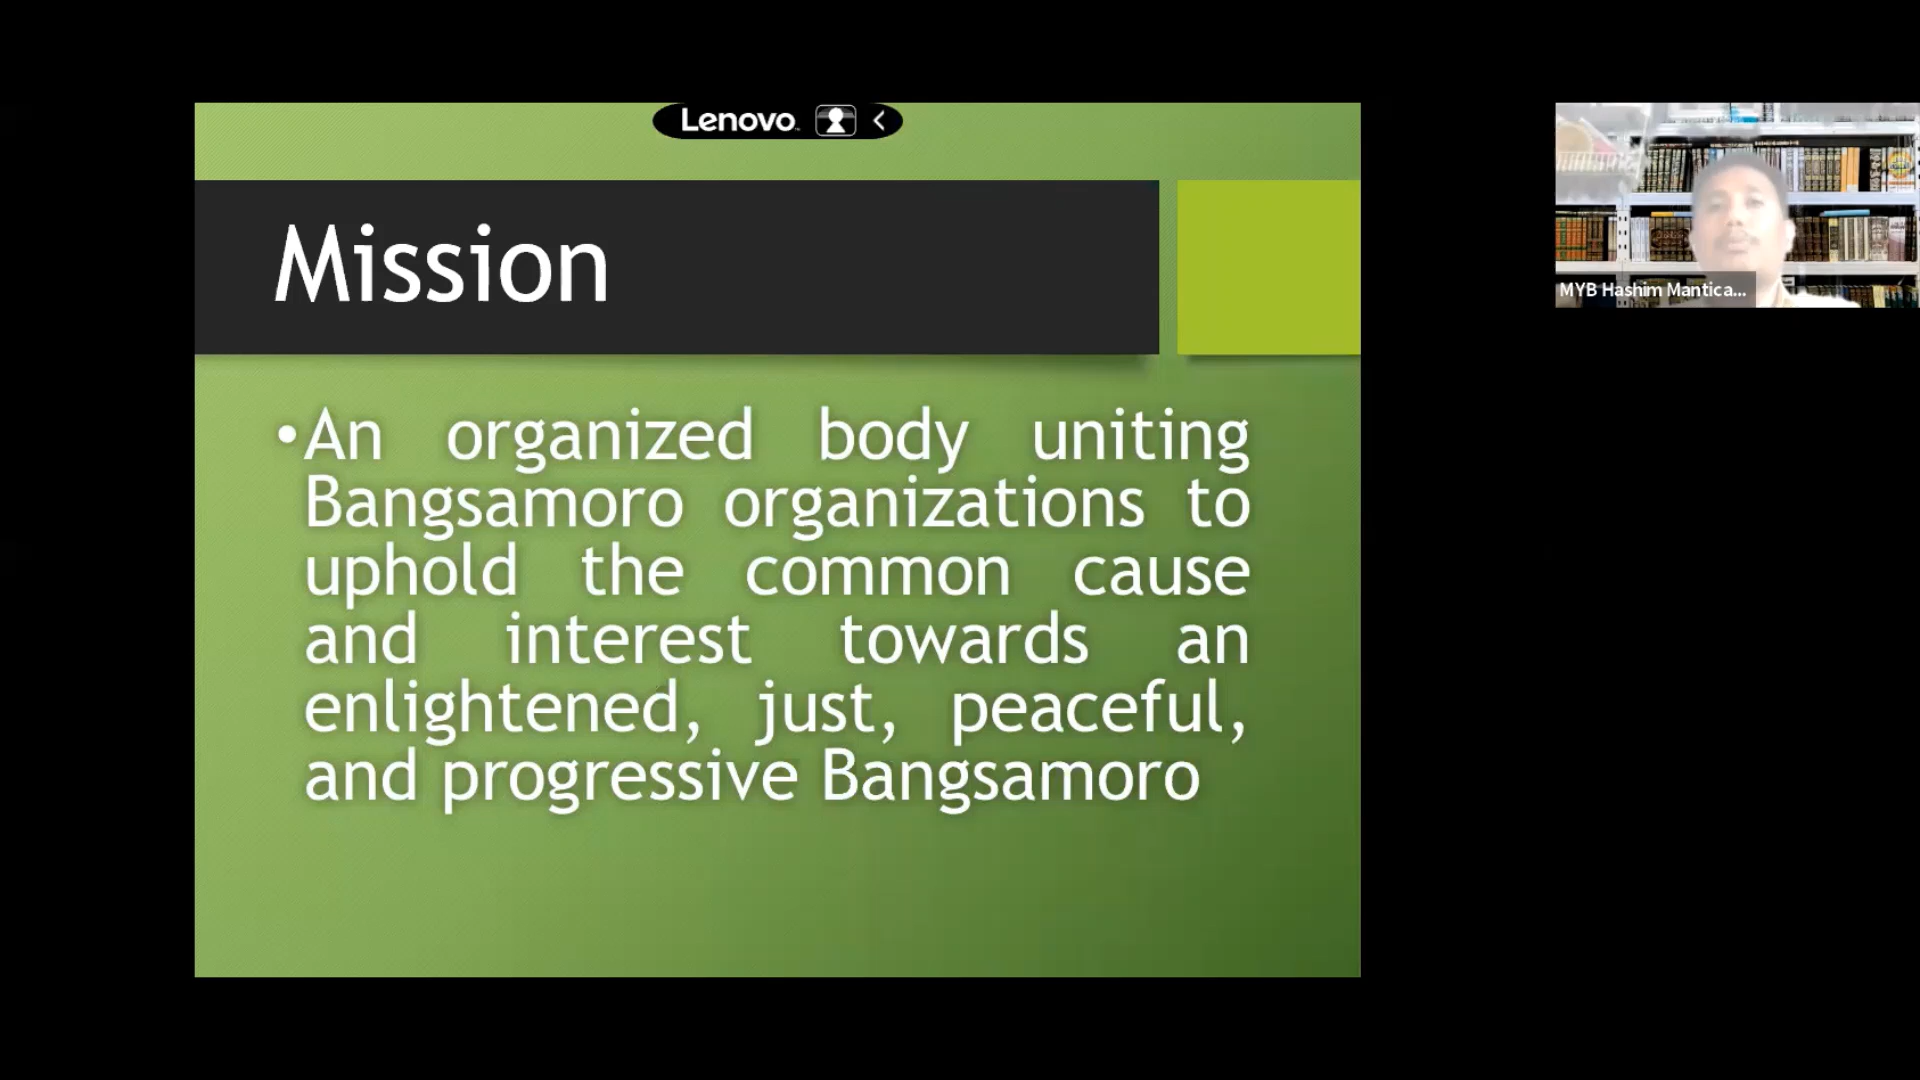 Lenovo
Mission
•An organized body uniting
Bangsamoro organizations to
uphold the common cause
and interest towards an
enlightened, just, peaceful,
and progressive Bangsamoro
MYB Hashim Mantica...